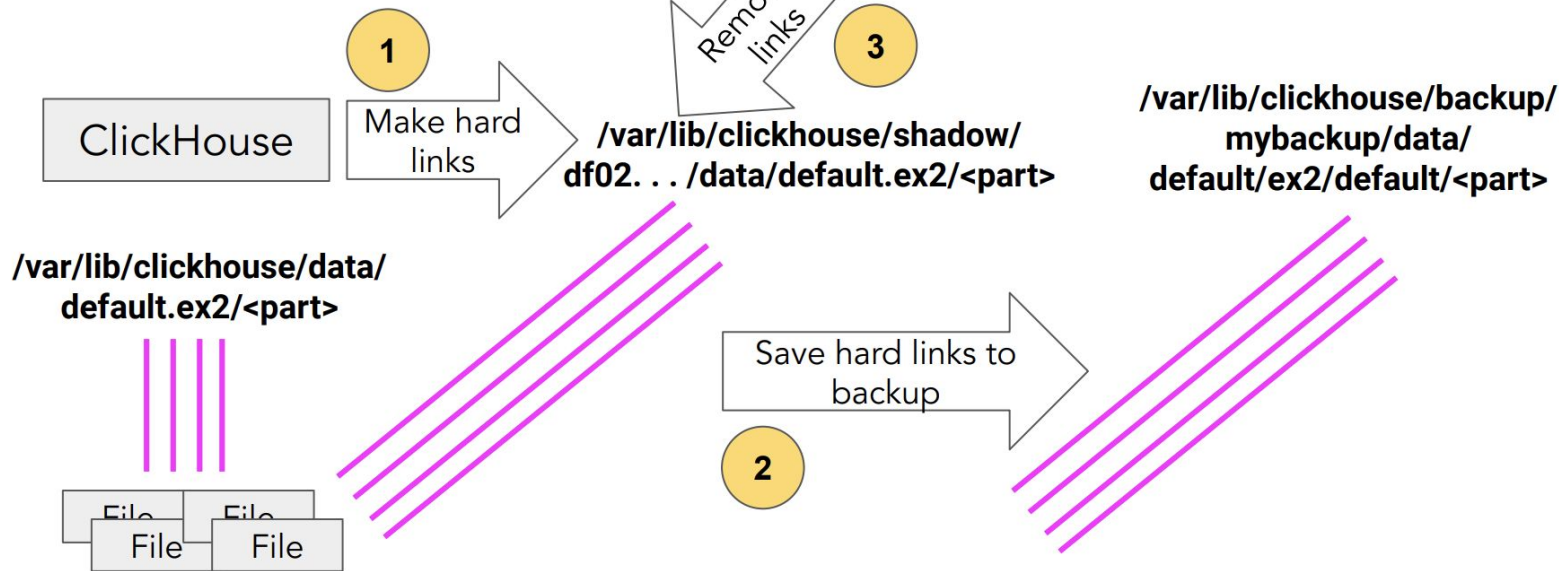 1
Make hard
links
links
3
ClickHouse
/var/lib/clickhouse/shadow/
df02. . . /data/default.ex2/<part>
/var/lib/clickhouse/backup/
mybackup/data/
default/ex2/default/<part>
/var/lib/clickhouse/data/
default.ex2/<part>
Save hard links to
backup
2
File
File
File
File